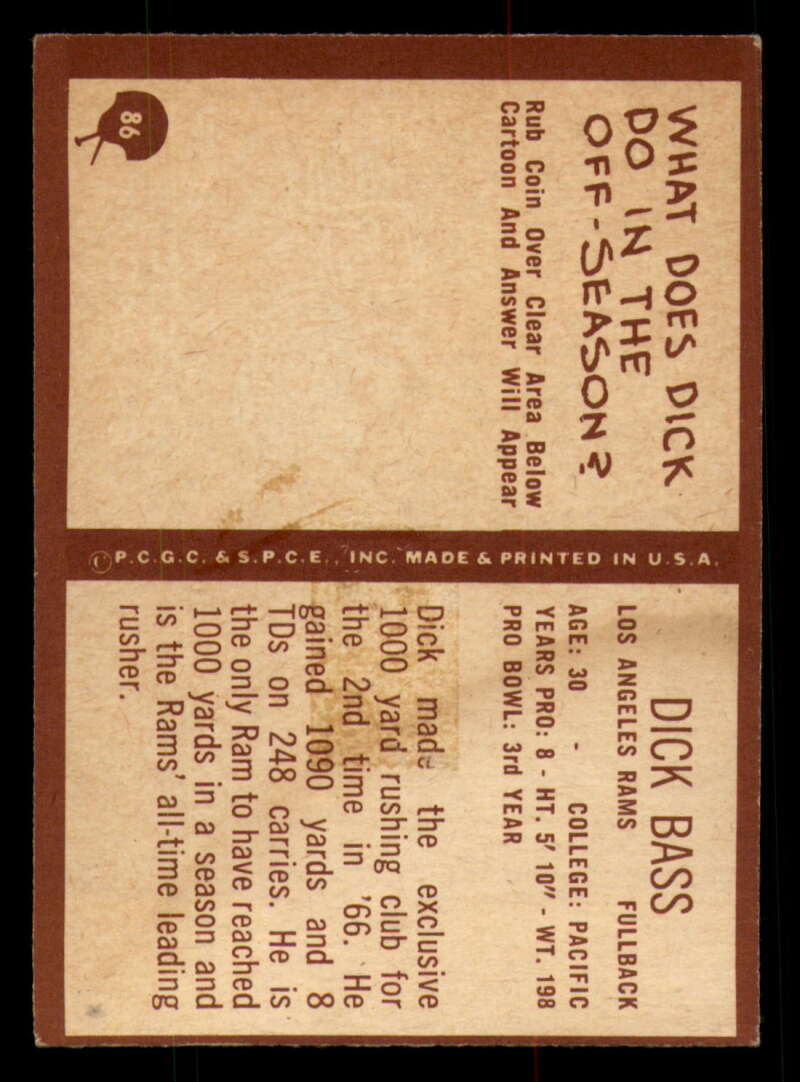 WHAT DOES DICK
DO IN THE
OFF-SEASON?
Rub Coin Over Clear Area Below
Cartoon And Answer Will Appear
86
©P.C.G.C. & S.P.C.E., INC. MADE & PRINTED IN U.S.A.
DICK BASS
LOS ANGELES RAMS FULLBACK
AGE: 30 - COLLEGE: PACIFIC
YEARS PRO: 8 - HT. 5' 10" - WT. 198
PRO BOWL: 3rd YEAR
Dick made the exclusive
1000 yard rushing club for
the 2nd time in '66. He
gained 1090 yards and 8
TDs on 248 carries. He is
the only Ram to have reached
1000 yards in a season and
is the Rams' all-time leading
rusher.